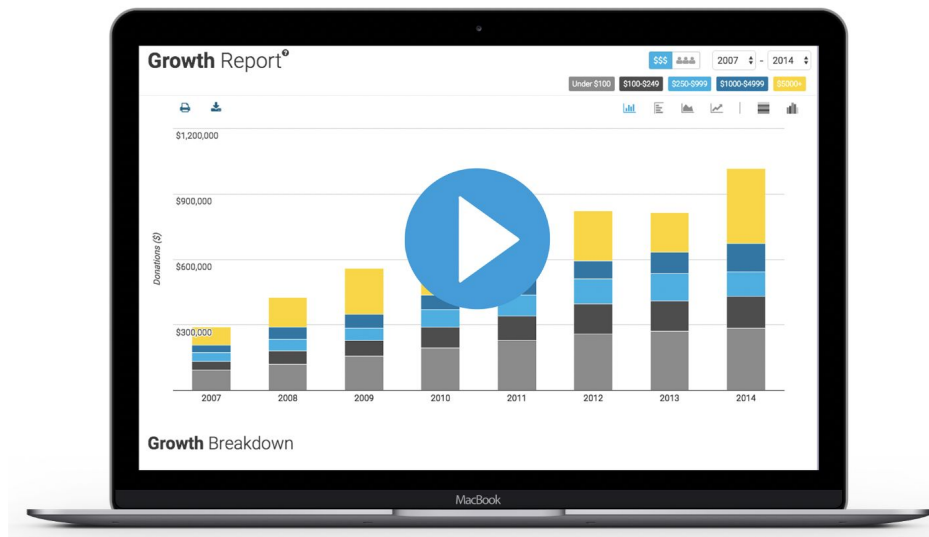 Growth Report?
$$$ 2007 - 2014
Under $100 $100-$249 $250-$999 $1000-$4999 $5000+
$1,200,000
$900,000
$600,000
$300,000
Donations ($)
2007 2008 2009 2010 2011 2012 2013 2014
Growth Breakdown
MacBook